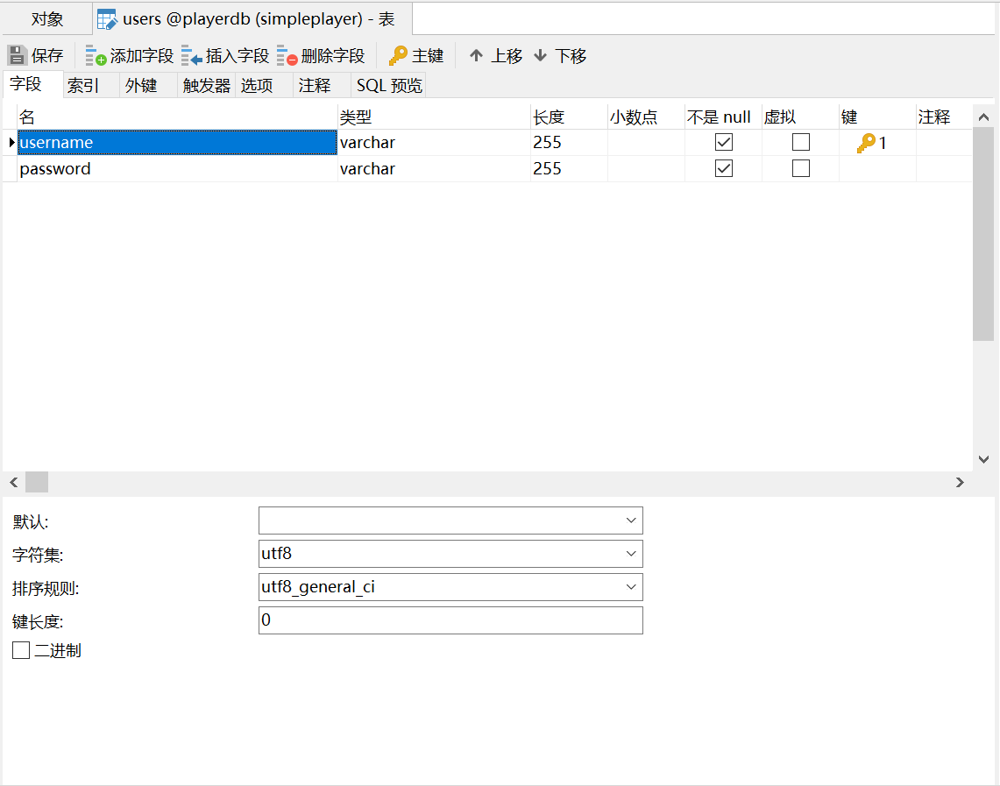 对象 users @playerdb (simpleplayer) - 表
保存 添加字段 插入字段 删除字段 主键 上移 下移
字段 索引 外键 触发器 选项 注释 SQL 预览
名 类型 长度 小数点 不是 null 虚拟 键 注释
username varchar 255 1
password varchar 255
默认:
字符集: utf8
排序规则: utf8_general_ci
键长度: 0
二进制